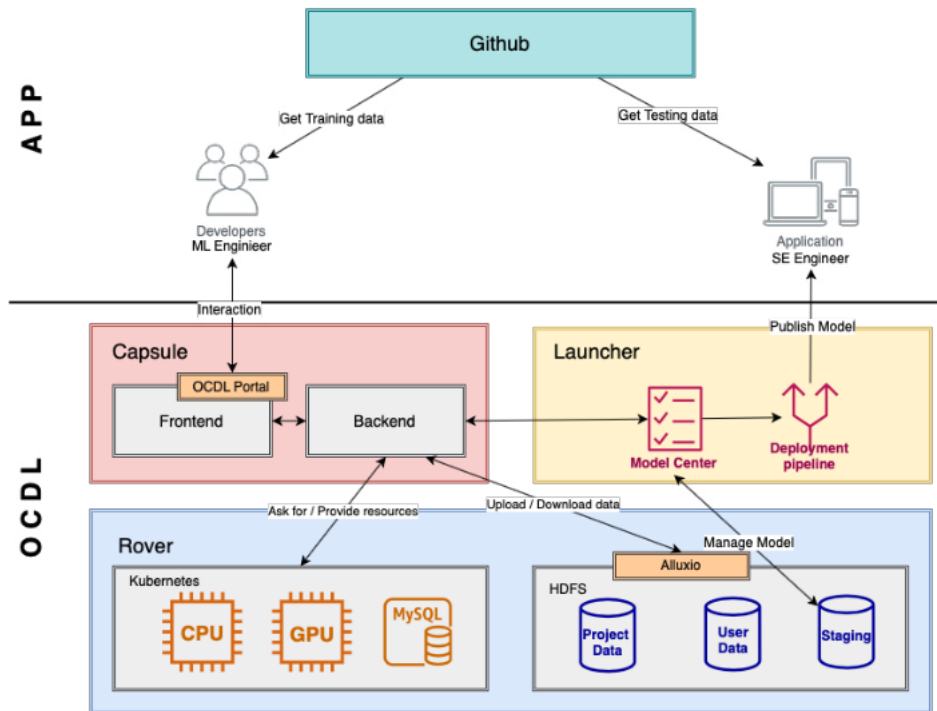 APP
Github
Get Training data
Get Testing data
Developers
ML Enginieer
Application
SE Engineer
OCDL
Interaction
Publish Model
Capsule
OCDL Portal
Frontend
Backend
Launcher
Model Center
Deployment
pipeline
Ask for / Provide resources
Upload / Download data
Manage Model
Rover
Kubernetes
CPU
GPU
MySQL
Alluxio
HDFS
Project
Data
User
Data
Staging